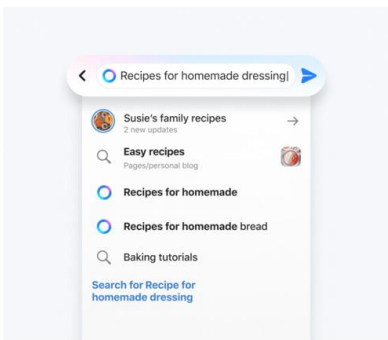 Recipes for homemade dressing
Susie's family recipes
2 new updates
Easy recipes
Pages/personal blog
Recipes for homemade
Recipes for homemade bread
Baking tutorials
Search for Recipe for
homemade dressing